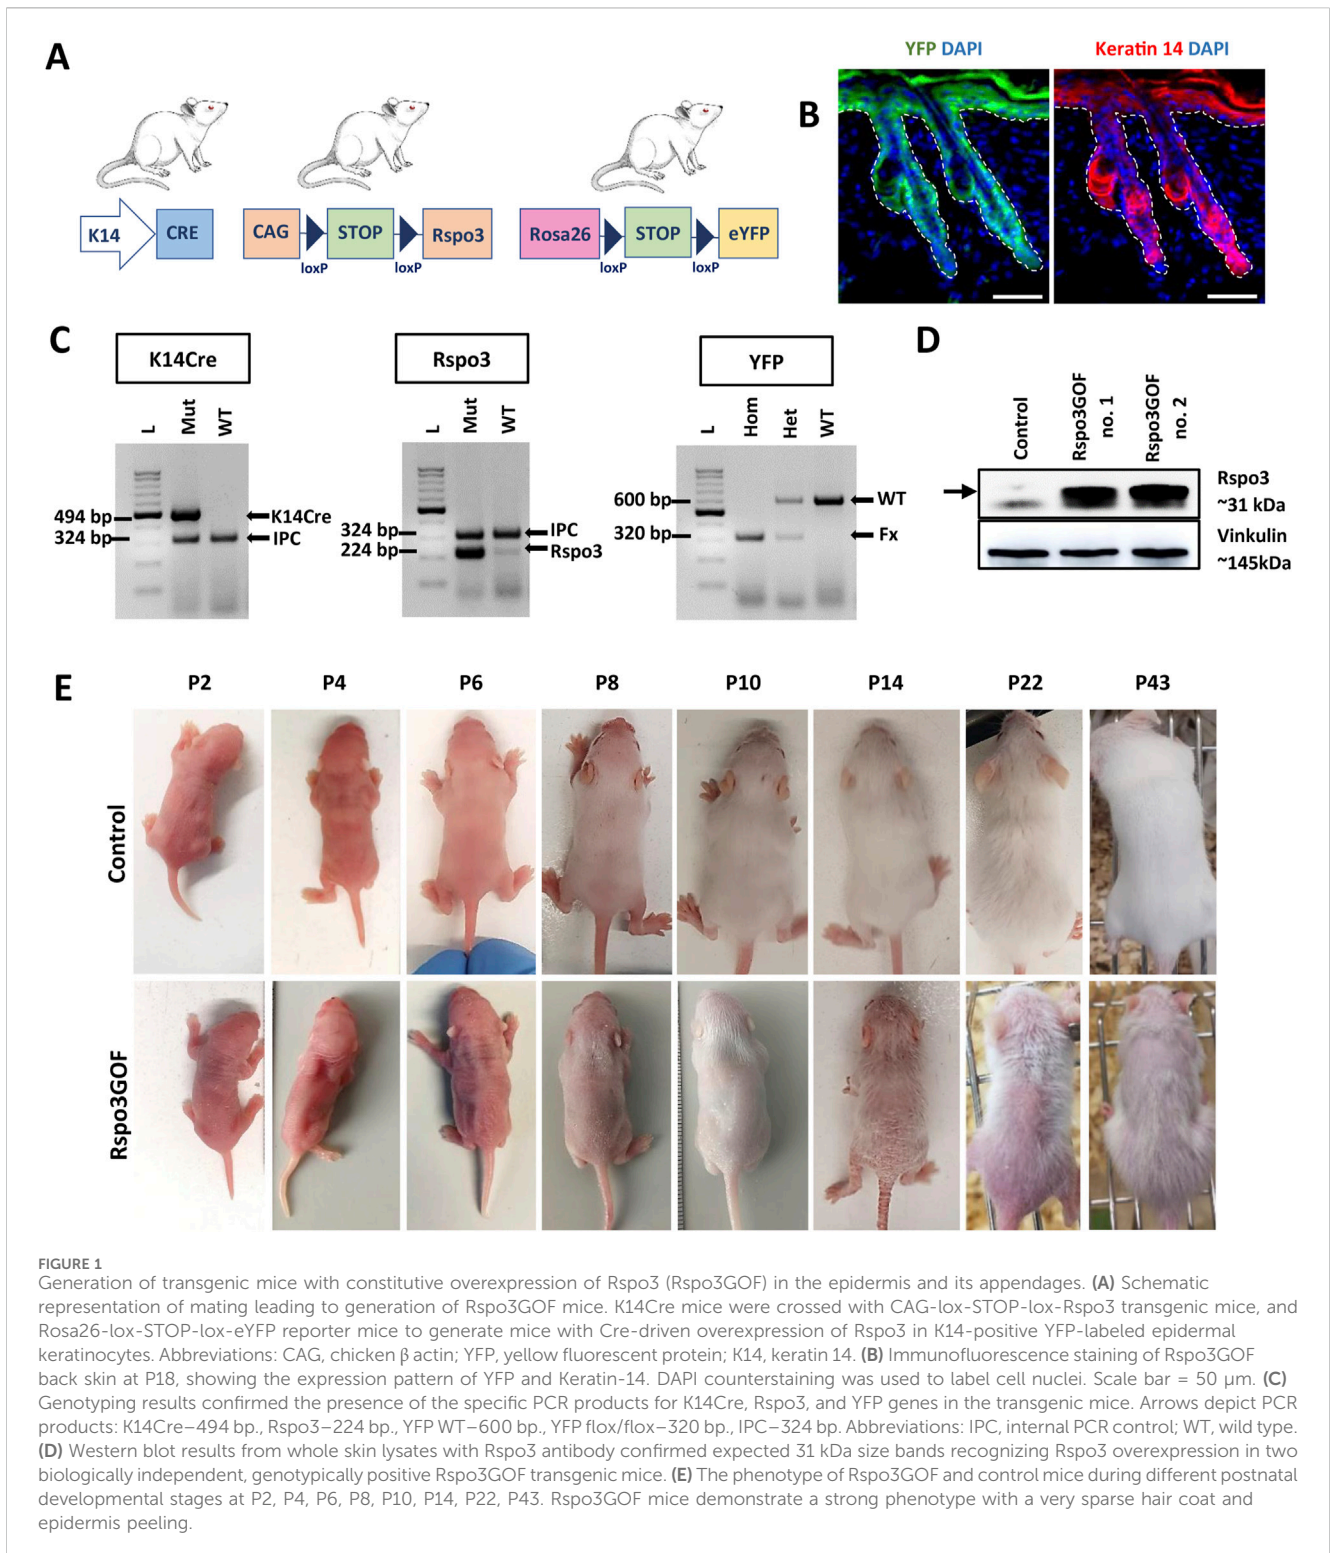 A
K14
CRE
CAG
STOP
Rspo3
loxP
loxP
Rosa26
STOP
eYFP
loxP
loxP
B
YFP DAPI
Keratin 14 DAPI
C
K14Cre
L
Mut
WT
494 bp
324 bp
K14Cre
IPC
Rspo3
L
Mut
WT
324 bp
224 bp
IPC
Rspo3
YFP
L
Hom
Het
WT
600 bp
320 bp
WT
Fx
D
Control
Rspo3GOF
no. 1
Rspo3GOF
no. 2
Rspo3
~31 kDa
Vinkulin
~145kDa
E
P2
P4
P6
P8
P10
P14
P22
P43
Control
Rspo3GOF
FIGURE 1
Generation of transgenic mice with constitutive overexpression of Rspo3 (Rspo3GOF) in the epidermis and its appendages. (A) Schematic
representation of mating leading to generation of Rspo3GOF mice. K14Cre mice were crossed with CAG-lox-STOP-lox-Rspo3 transgenic mice, and
Rosa26-lox-STOP-lox-eYFP reporter mice to generate mice with Cre-driven overexpression of Rspo3 in K14-positive YFP-labeled epidermal
keratinocytes. Abbreviations: CAG, chicken β actin; YFP, yellow fluorescent protein; K14, keratin 14. (B) Immunofluorescence staining of Rspo3GOF
back skin at P18, showing the expression pattern of YFP and Keratin-14. DAPI counterstaining was used to label cell nuclei. Scale bar = 50 µm. (C)
Genotyping results confirmed the presence of the specific PCR products for K14Cre, Rspo3, and YFP genes in the transgenic mice. Arrows depict PCR
products: K14Cre–494 bp., Rspo3–224 bp., YFP WT–600 bp., YFP flox/flox–320 bp., IPC–324 bp. Abbreviations: IPC, internal PCR control; WT, wild type.
(D) Western blot results from whole skin lysates with Rspo3 antibody confirmed expected 31 kDa size bands recognizing Rspo3 overexpression in two
biologically independent, genotypically positive Rspo3GOF transgenic mice. (E) The phenotype of Rspo3GOF and control mice during different postnatal
developmental stages at P2, P4, P6, P8, P10, P14, P22, P43. Rspo3GOF mice demonstrate a strong phenotype with a very sparse hair coat and
epidermis peeling.